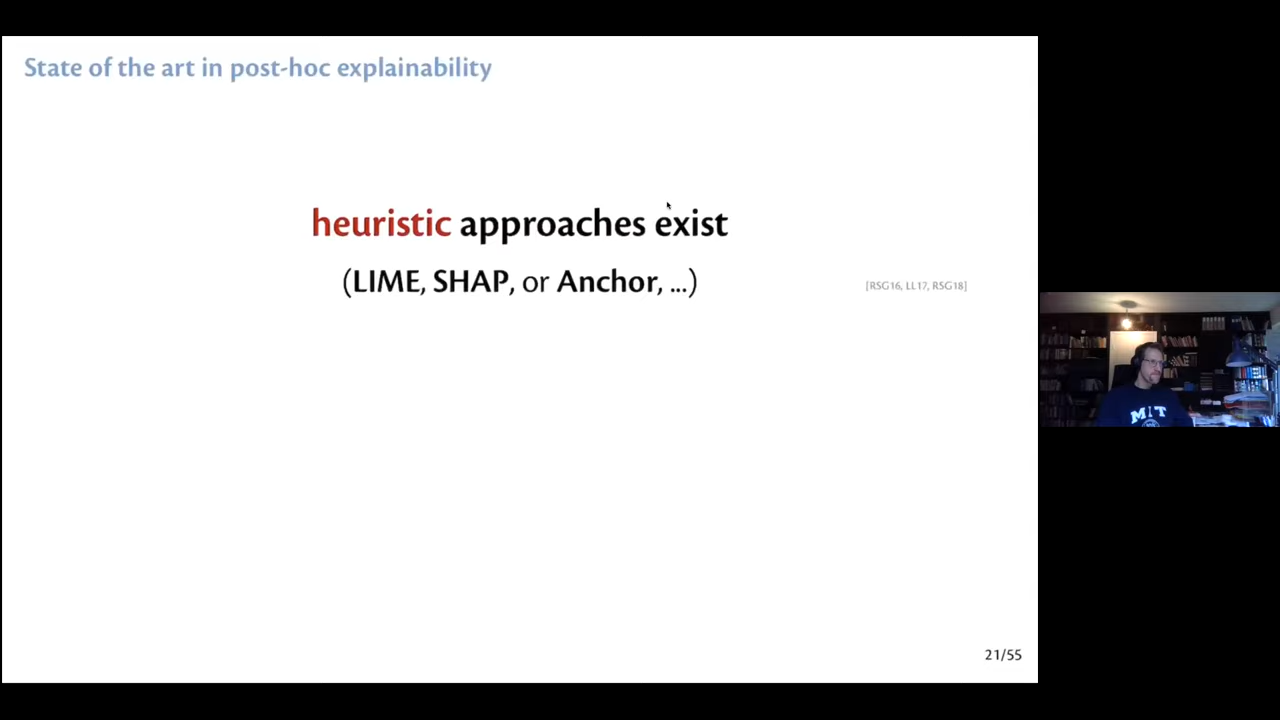 State of the art in post-hoc explainability
heuristic approaches exist
(LIME, SHAP, or Anchor, ...)
[RSG16, LL17, RSG18]
21/55
MIT